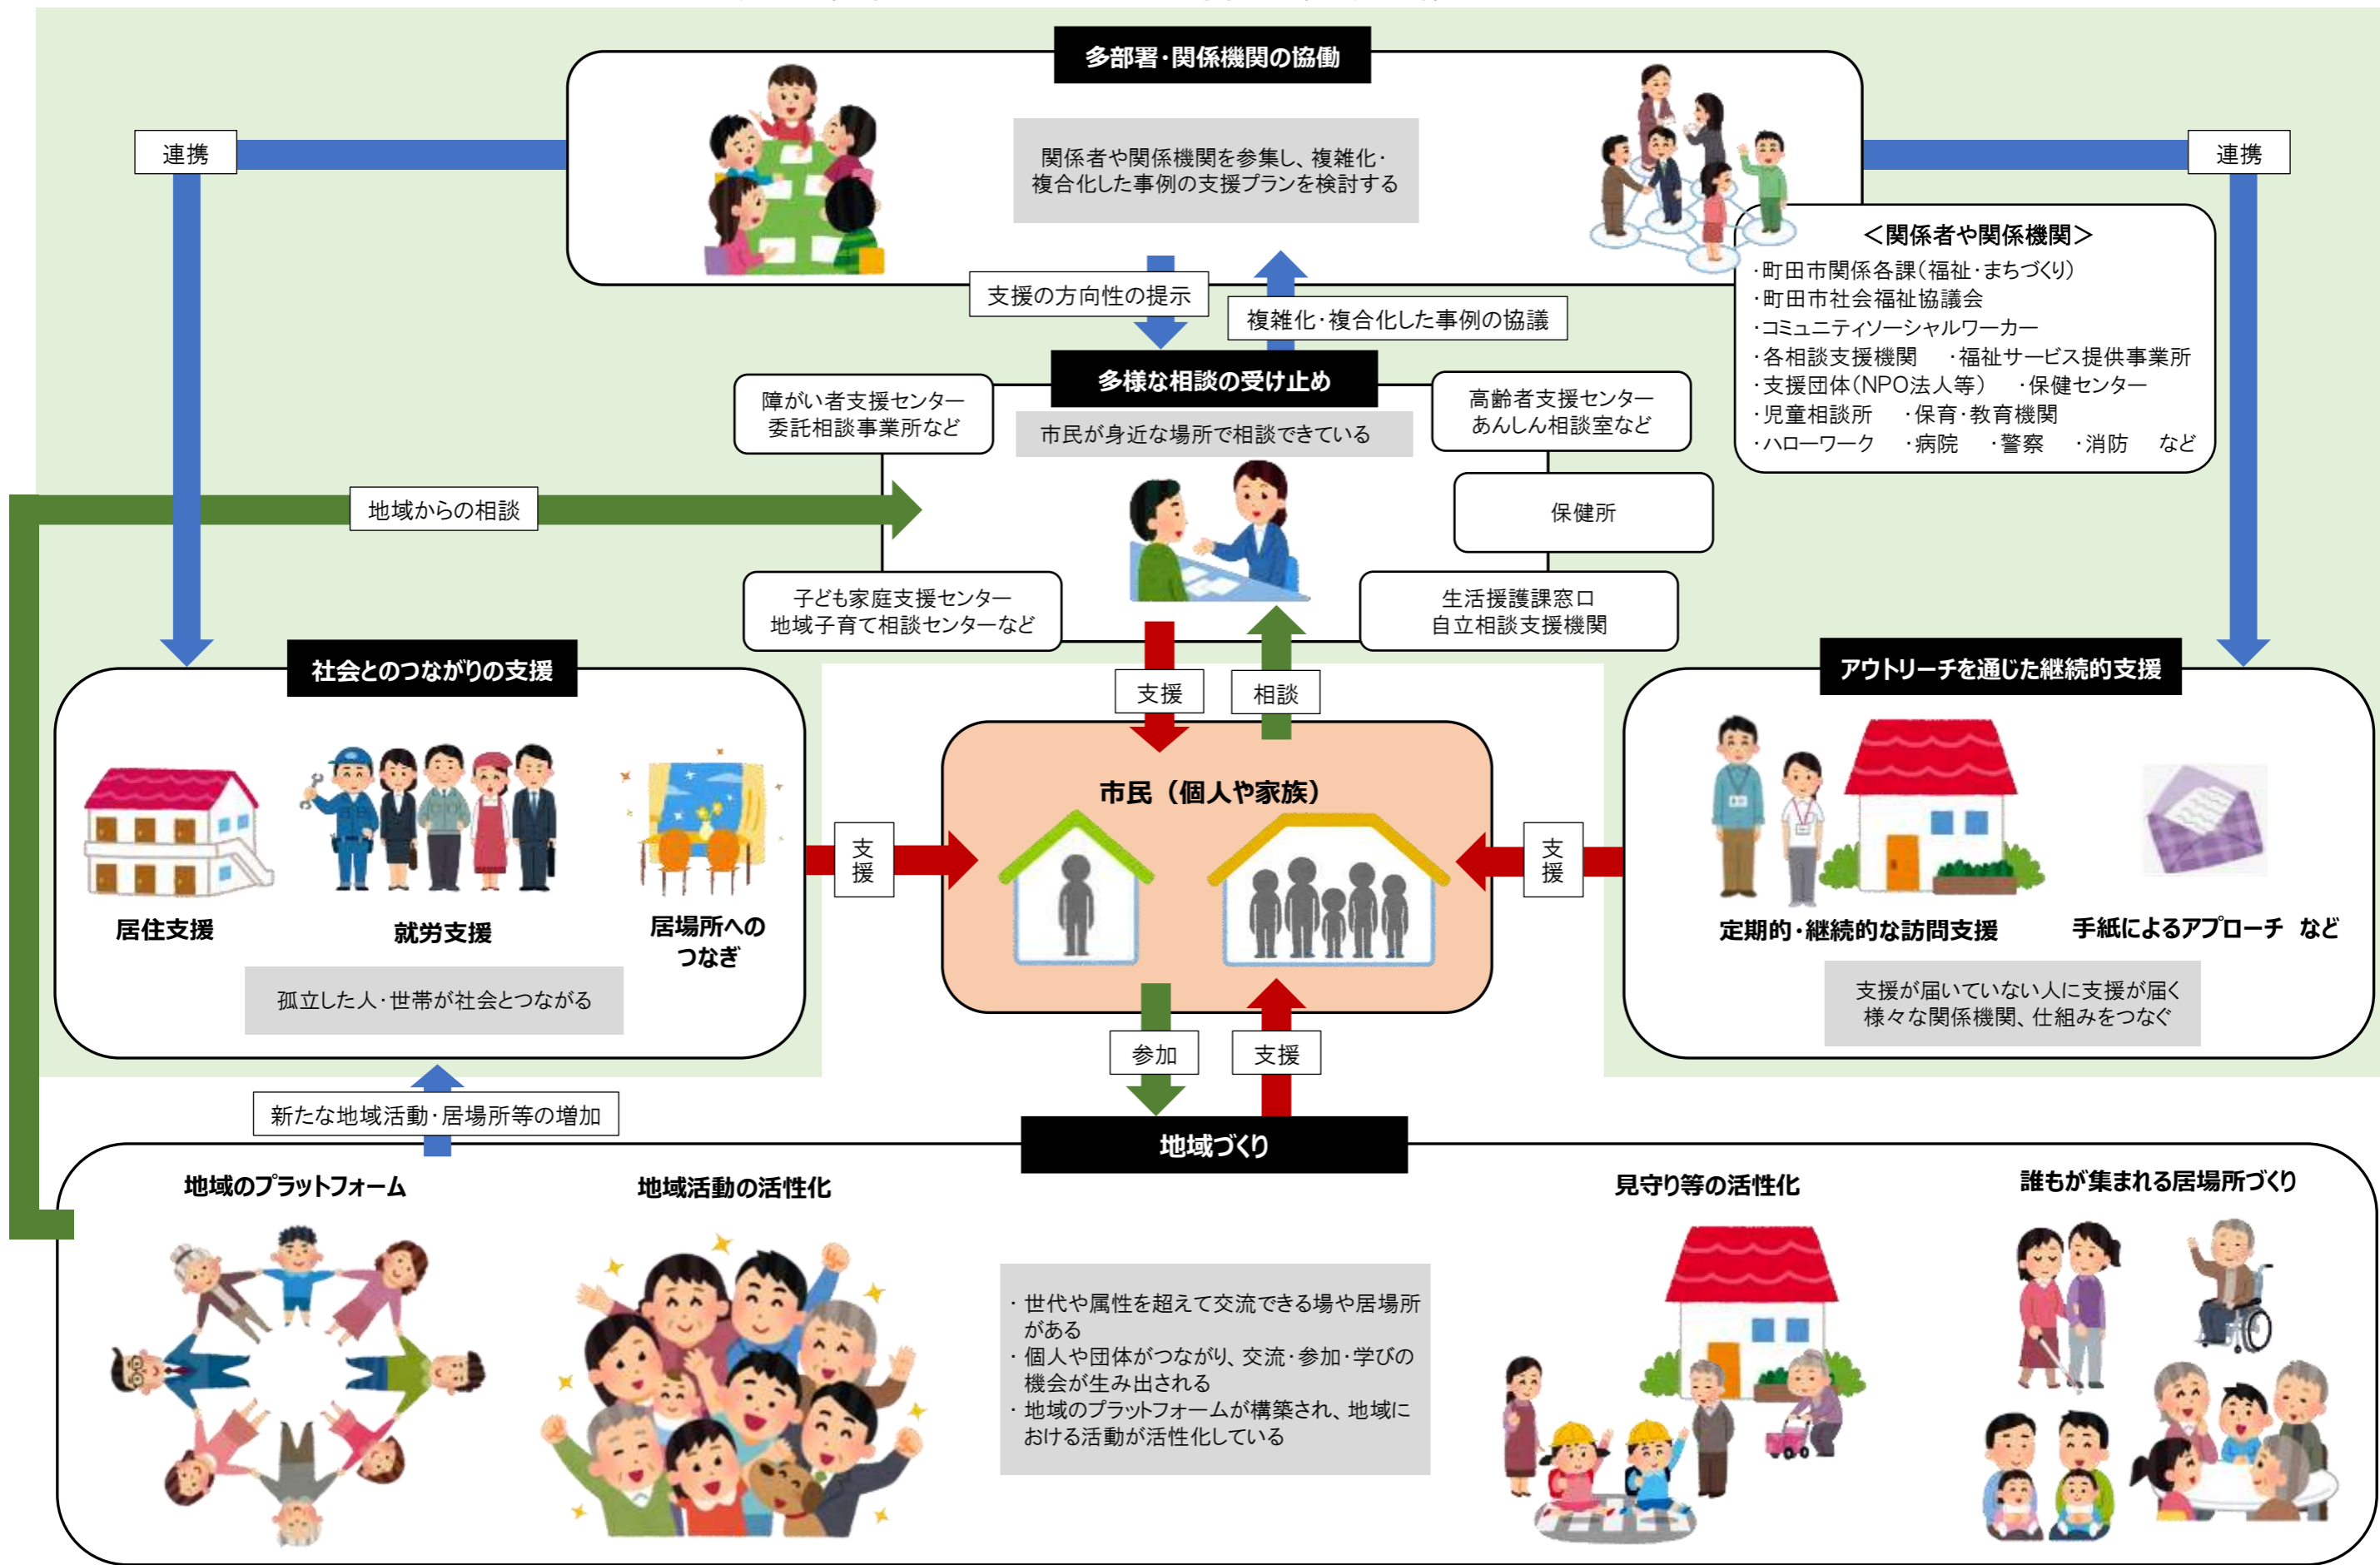 多部署・関係機関の協働
関係者や関係機関を参集し、複雑化・
複合化した事例の支援プランを検討する
連携
連携
＜関係者や関係機関＞
・町田市関係各課（福祉・まちづくり）
・町田市社会福祉協議会
・コミュニティソーシャルワーカー
・各相談支援機関　・福祉サービス提供事業所
・支援団体（NPO法人等）　・保健センター
・児童相談所　・保育・教育機関
・ハローワーク　・病院　・警察　・消防　など
支援の方向性の提示
複雑化・複合化した事例の協議
多様な相談の受け止め
市民が身近な場所で相談できている
障がい者支援センター
委託相談事業所など
高齢者支援センター
あんしん相談室など
地域からの相談
保健所
子ども家庭支援センター
地域子育て相談センターなど
生活援護課窓口
自立相談支援機関
支援
相談
社会とのつながりの支援
居住支援
就労支援
居場所への
つなぎ
孤立した人・世帯が社会とつながる
支援
市民（個人や家族）
支援
アウトリーチを通じた継続的支援
定期的・継続的な訪問支援
手紙によるアプローチ　など
支援が届いていない人に支援が届く
様々な関係機関、仕組みをつなぐ
参加
支援
新たな地域活動・居場所等の増加
地域づくり
地域のプラットフォーム
地域活動の活性化
・世代や属性を超えて交流できる場や居場所
がある
・個人や団体がつながり、交流・参加・学びの
機会が生み出される
・地域のプラットフォームが構築され、地域に
おける活動が活性化している
見守り等の活性化
誰もが集まれる居場所づくり